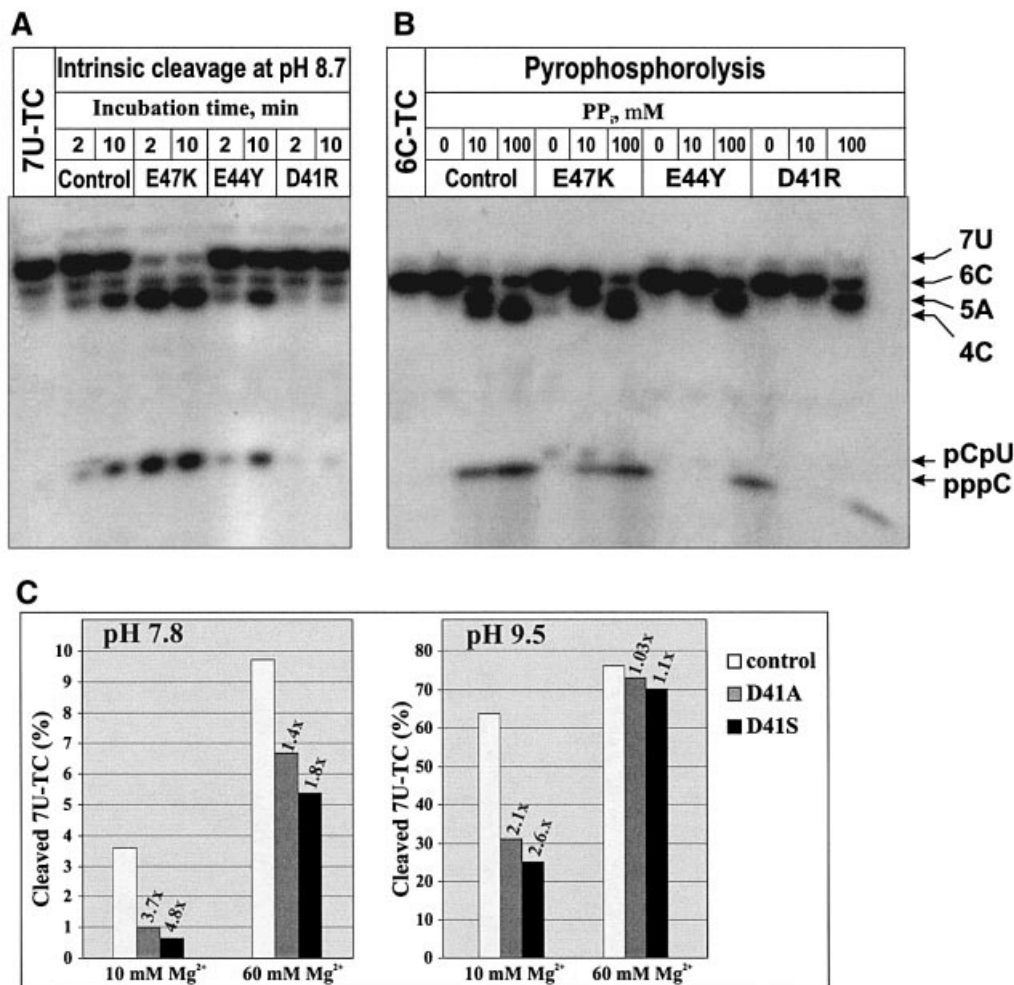 A
7U-TC
Intrinsic cleavage at pH 8.7
Incubation time, min
2 10 2 10 2 10 2 10
Control E47K E44Y D41R
B
6C-TC
Pyrophosphorolysis
PPi, mM
0 10 100 0 10 100 0 10 100 0 10 100
Control E47K E44Y D41R
7U
6C
5A
4C
pCpU
pppC
C
pH 7.8
Cleaved 7U-TC (%)
10
9
8
7
6
5
4
3
2
1
0
3.7x
4.8x
1.4x
1.8x
10 mM Mg²⁺ 60 mM Mg²⁺
pH 9.5
Cleaved 7U-TC (%)
80
70
60
50
40
30
20
10
0
2.1x
2.6.x
1.03x
1.1x
10 mM Mg²⁺ 60 mM Mg²⁺
control
D41A
D41S